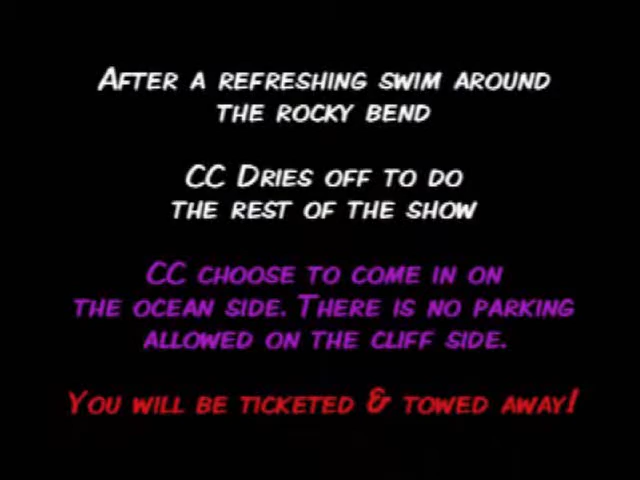 After a refreshing swim around
the rocky bend
CC Dries off to do
the rest of the show
CC choose to come in on
the ocean side. There is no parking
allowed on the cliff side.
You will be ticketed & towed away!